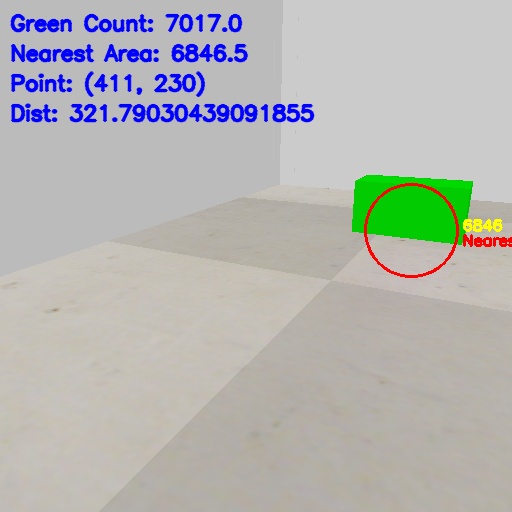 Green Count: 7017.0
Nearest Area: 6846.5
Point: (411, 230)
Dist: 321.79030439091855
6846
Neares